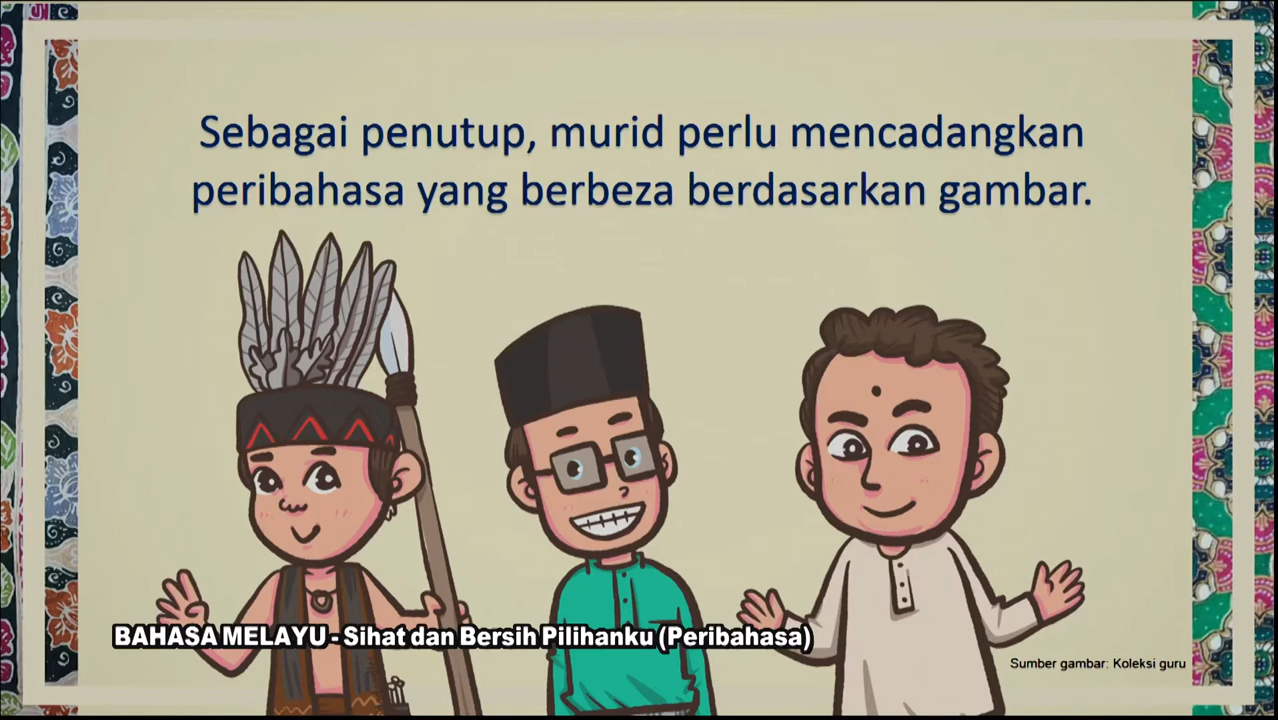 Sebagai penutup, murid perlu mencadangkan
peribahasa yang berbeza berdasarkan gambar.
BAHASA MELAYU - Sihat dan Bersih Pilihanku (Peribahasa)
Sumber gambar: Koleksi guru